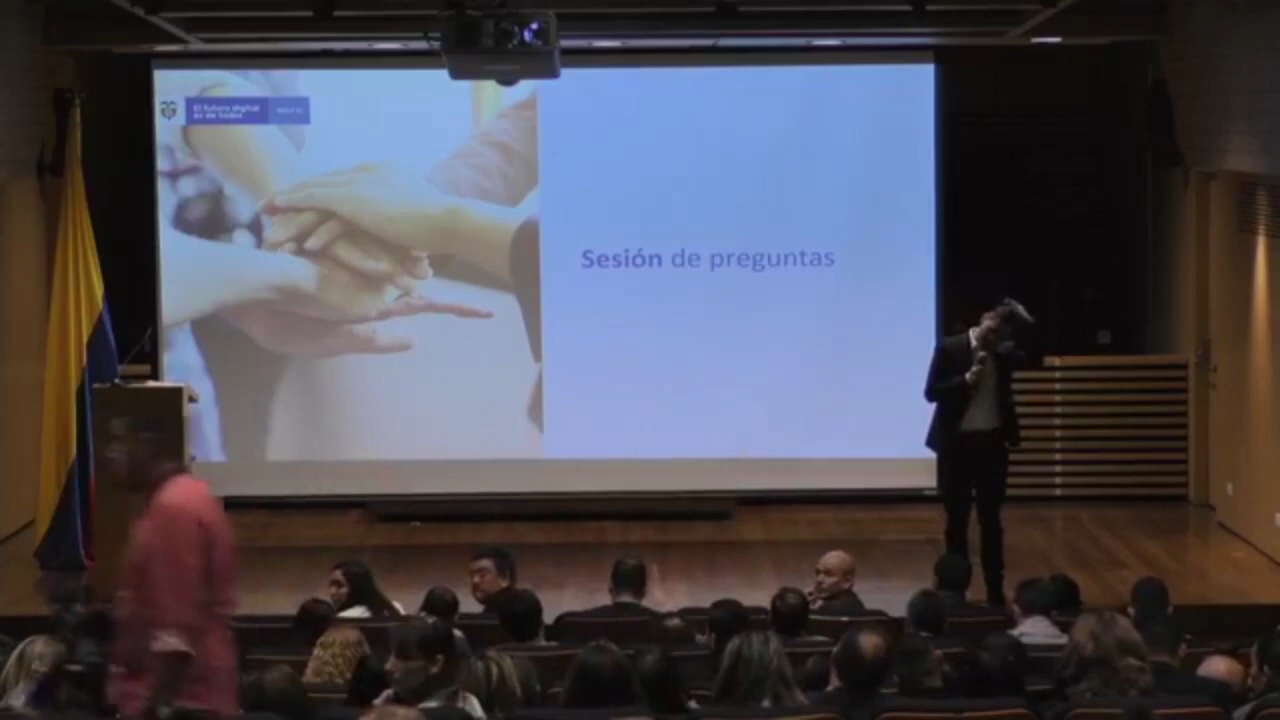 El futuro digital
es de todos
Sesión de preguntas